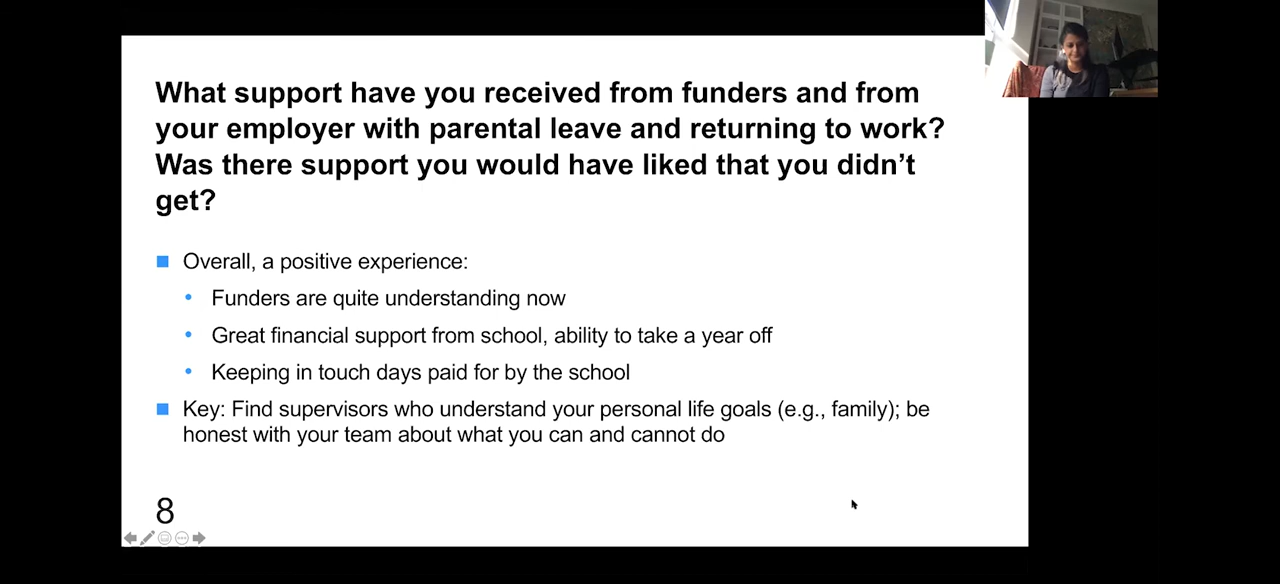 What support have you received from funders and from
your employer with parental leave and returning to work?
Was there support you would have liked that you didn’t
get?
Overall, a positive experience:
Funders are quite understanding now
Great financial support from school, ability to take a year off
Keeping in touch days paid for by the school
Key: Find supervisors who understand your personal life goals (e.g., family); be
honest with your team about what you can and cannot do
8